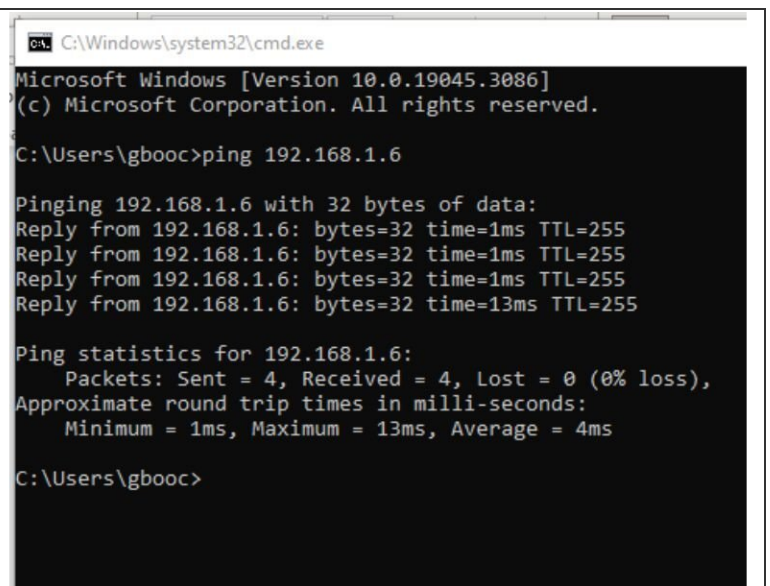 C:\Windows\system32\cmd.exe
Microsoft Windows [Version 10.0.19045.3086]
(c) Microsoft Corporation. All rights reserved.
C:\Users\gbooc>ping 192.168.1.6
Pinging 192.168.1.6 with 32 bytes of data:
Reply from 192.168.1.6: bytes=32 time=1ms TTL=255
Reply from 192.168.1.6: bytes=32 time=1ms TTL=255
Reply from 192.168.1.6: bytes=32 time=1ms TTL=255
Reply from 192.168.1.6: bytes=32 time=13ms TTL=255
Ping statistics for 192.168.1.6:
    Packets: Sent = 4, Received = 4, Lost = 0 (0% loss),
Approximate round trip times in milli-seconds:
    Minimum = 1ms, Maximum = 13ms, Average = 4ms
C:\Users\gbooc>